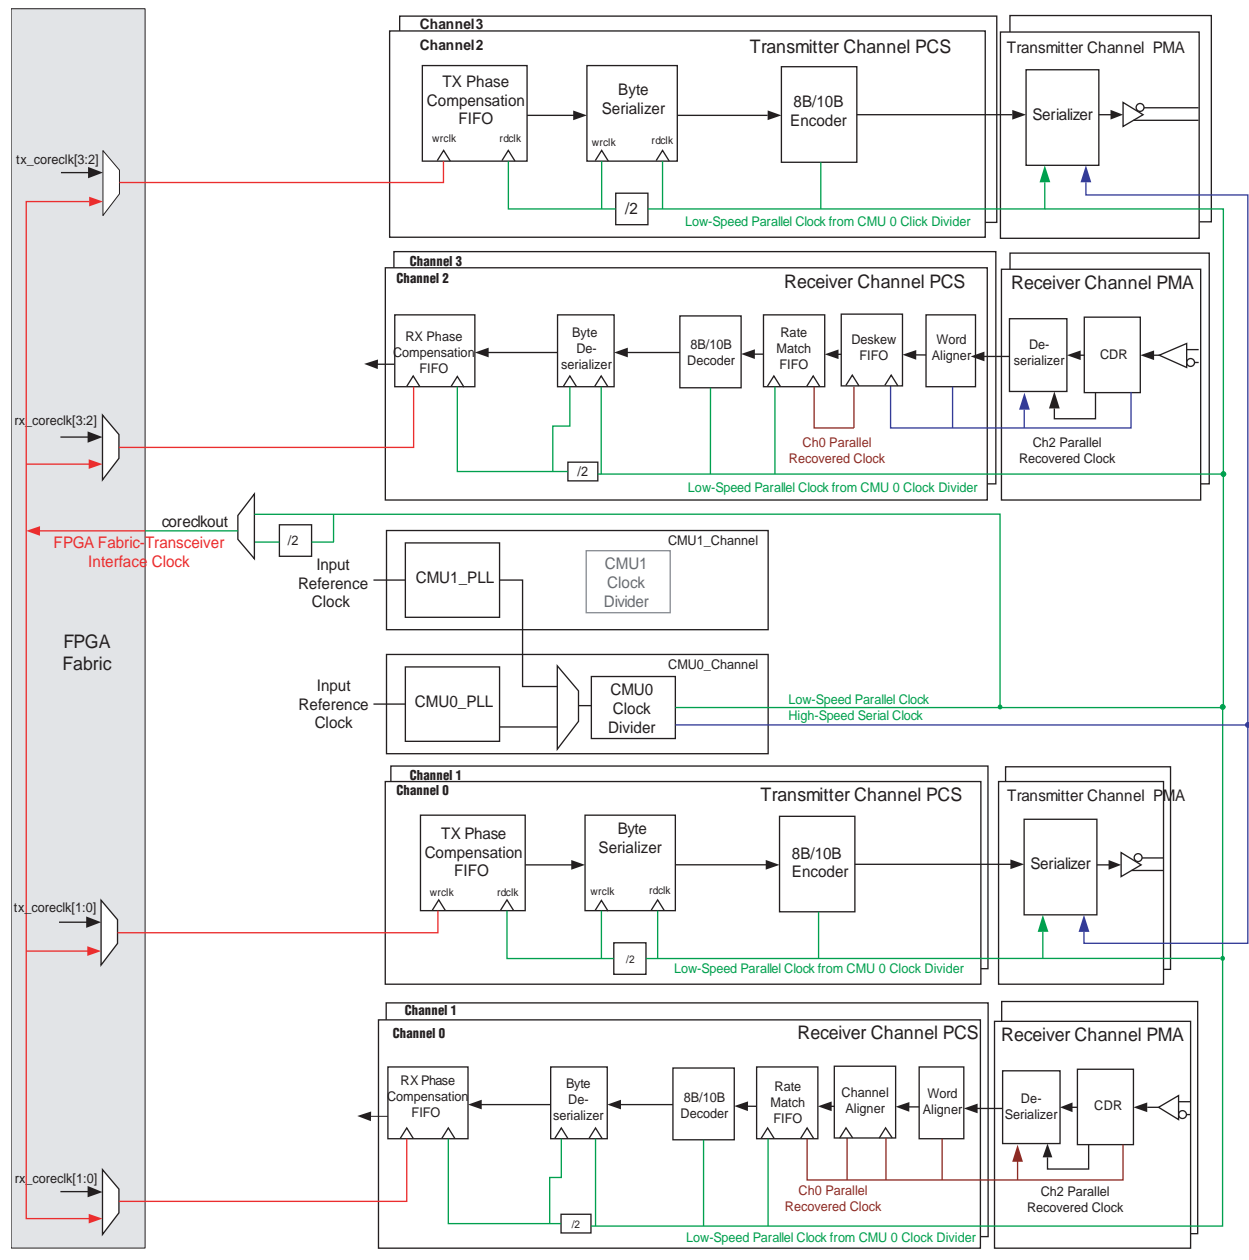 Channel3
Channel2
Transmitter Channel PCS
Transmitter Channel PMA
TX Phase
Compensation
FIFO
wrclk
rdclk
Byte
Serializer
wrclk
rdclk
8B/10B
Encoder
Serializer
/2
Low-Speed Parallel Clock from CMU 0 Click Divider
tx_coreclk[3:2]
Channel 3
Channel 2
Receiver Channel PCS
Receiver Channel PMA
RX Phase
Compensation
FIFO
Byte
De-
serializer
8B/10B
Decoder
Rate
Match
FIFO
Deskew
FIFO
Word
Aligner
De-
serializer
CDR
Ch0 Parallel
Recovered Clock
Ch2 Parallel
Recovered Clock
/2
Low-Speed Parallel Clock from CMU 0 Clock Divider
rx_coreclk[3:2]
coreclkout
FPGA Fabric-Transceiver
Interface Clock
/2
CMU1_Channel
Input
Reference
Clock
CMU1_PLL
CMU1
Clock
Divider
FPGA
Fabric
CMU0_Channel
Input
Reference
Clock
CMU0_PLL
CMU0
Clock
Divider
Low-Speed Parallel Clock
High-Speed Serial Clock
Channel 1
Channel 0
Transmitter Channel PCS
Transmitter Channel PMA
TX Phase
Compensation
FIFO
wrclk
rdclk
Byte
Serializer
wrclk
rdclk
8B/10B
Encoder
Serializer
/2
Low-Speed Parallel Clock from CMU 0 Clock Divider
tx_coreclk[1:0]
Channel 1
Channel 0
Receiver Channel PCS
Receiver Channel PMA
RX Phase
Compensation
FIFO
Byte
De-
serializer
8B/10B
Decoder
Rate
Match
FIFO
Channel
Aligner
Word
Aligner
De-
Serializer
CDR
Ch0 Parallel
Recovered Clock
Ch2 Parallel
Recovered Clock
/2
Low-Speed Parallel Clock from CMU 0 Clock Divider
rx_coreclk[1:0]